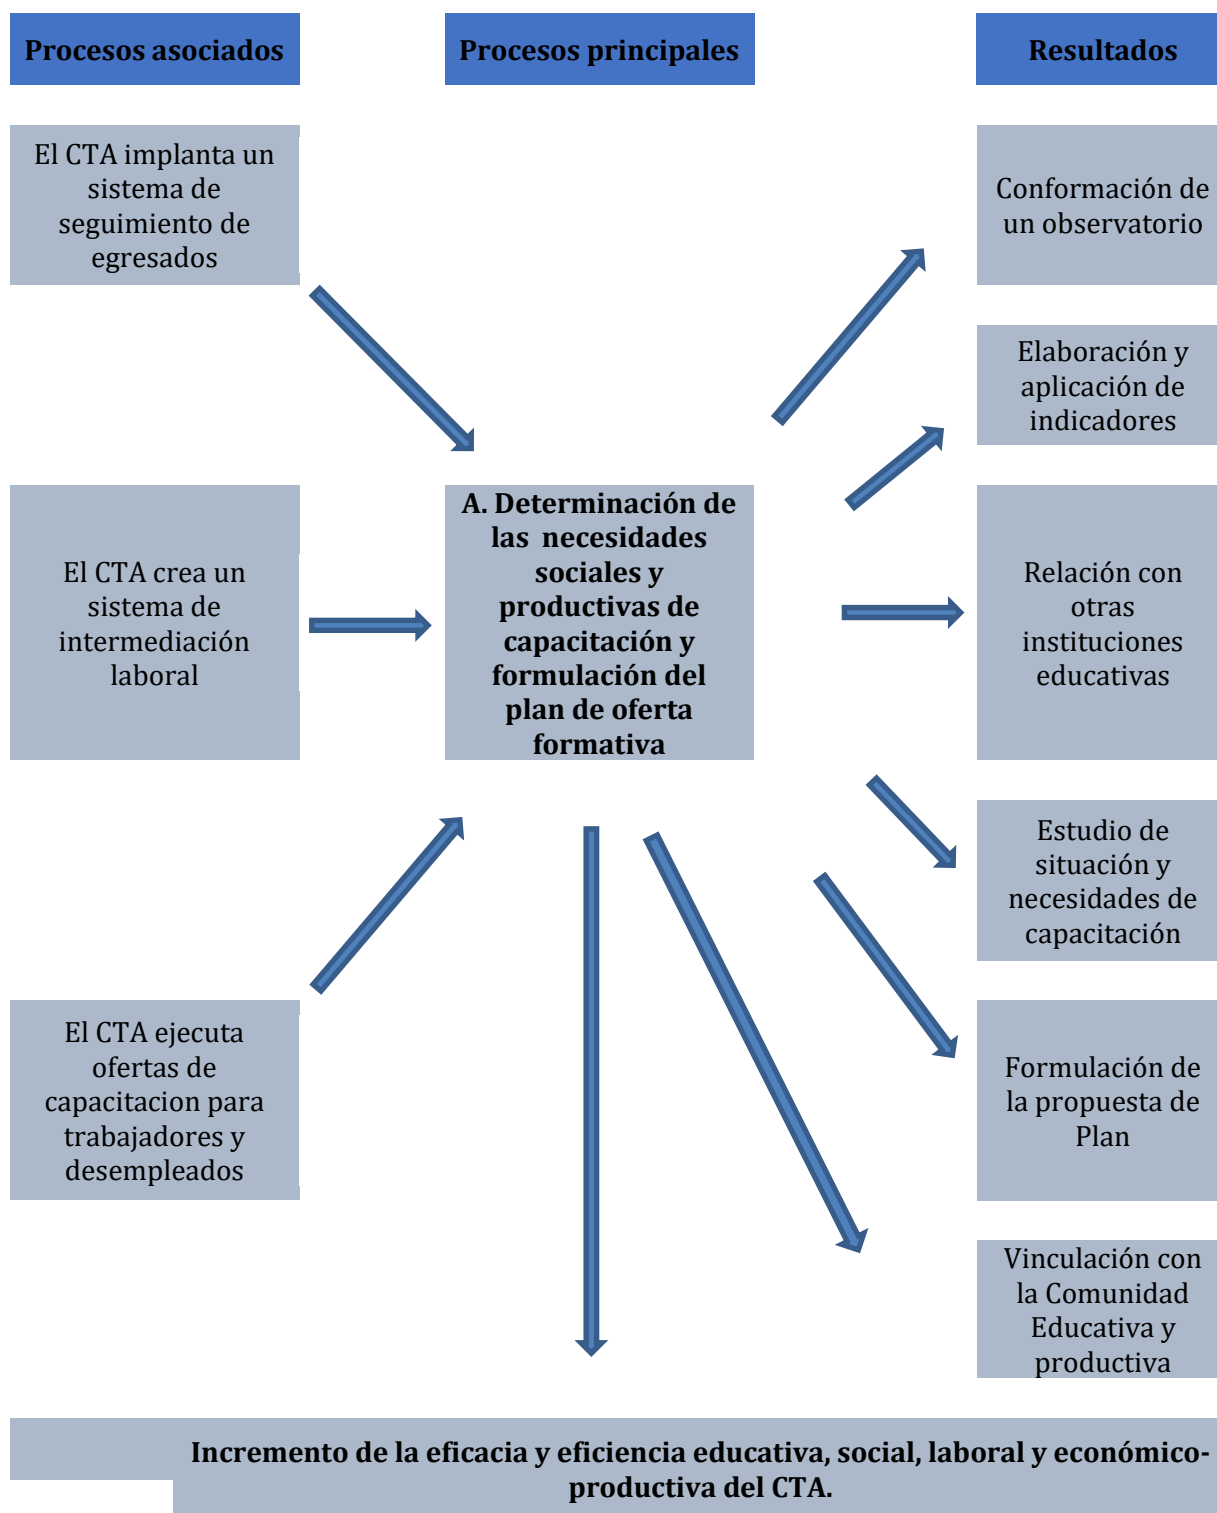 Procesos asociados
Procesos principales
Resultados
El CTA implanta un
sistema de
seguimiento de
egresados
El CTA crea un
sistema de
intermediación
laboral
El CTA ejecuta
ofertas de
capacitacion para
trabajadores y
desempleados
A. Determinación de
las necesidades
sociales y
productivas de
capacitación y
formulación del
plan de oferta
formativa
Conformación de
un observatorio
Elaboración y
aplicación de
indicadores
Relación con
otras
instituciones
educativas
Estudio de
situación y
necesidades de
capacitación
Formulación de
la propuesta de
Plan
Vinculación con
la Comunidad
Educativa y
productiva
Incremento de la eficacia y eficiencia educativa, social, laboral y económico-
productiva del CTA.